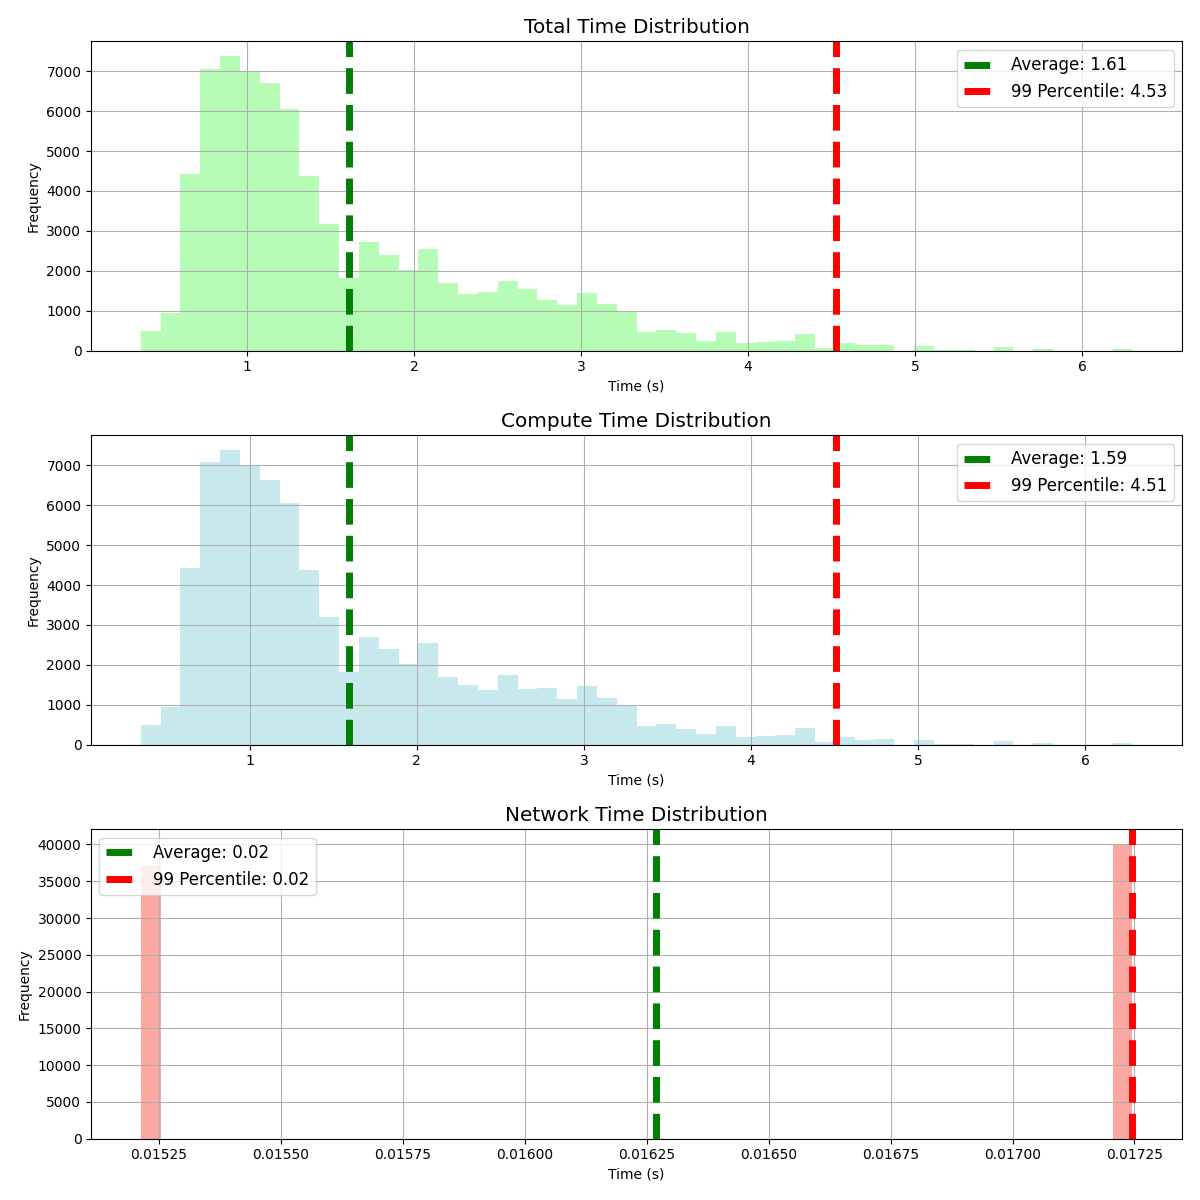 Total Time Distribution
Average: 1.61
99 Percentile: 4.53
7000
6000
5000
4000
3000
2000
1000
0
Frequency
1 2 3 4 5 6
Time (s)
Compute Time Distribution
Average: 1.59
99 Percentile: 4.51
7000
6000
5000
4000
3000
2000
1000
0
Frequency
1 2 3 4 5 6
Time (s)
Network Time Distribution
Average: 0.02
99 Percentile: 0.02
40000
35000
30000
25000
20000
15000
10000
5000
0
Frequency
0.01525 0.01550 0.01575 0.01600 0.01625 0.01650 0.01675 0.01700 0.01725
Time (s)